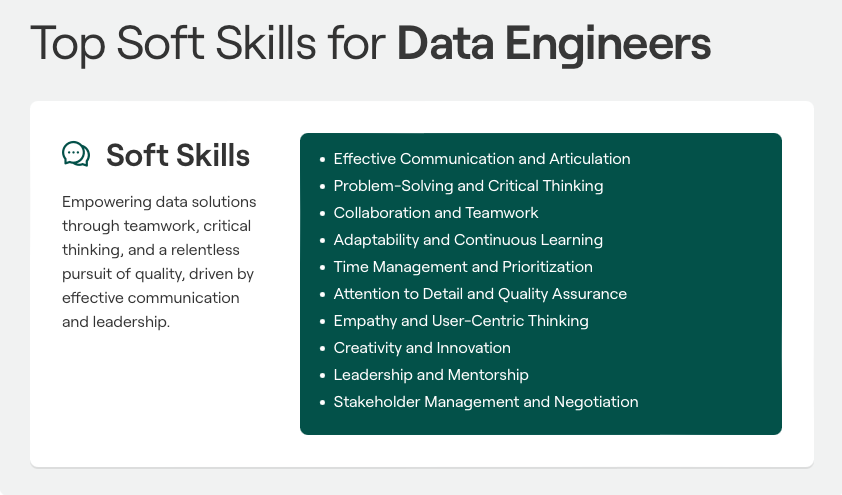 Top Soft Skills for Data Engineers
Soft Skills
Empowering data solutions
through teamwork, critical
thinking, and a relentless
pursuit of quality, driven by
effective communication
and leadership.
• Effective Communication and Articulation
• Problem-Solving and Critical Thinking
• Collaboration and Teamwork
• Adaptability and Continuous Learning
• Time Management and Prioritization
• Attention to Detail and Quality Assurance
• Empathy and User-Centric Thinking
• Creativity and Innovation
• Leadership and Mentorship
• Stakeholder Management and Negotiation